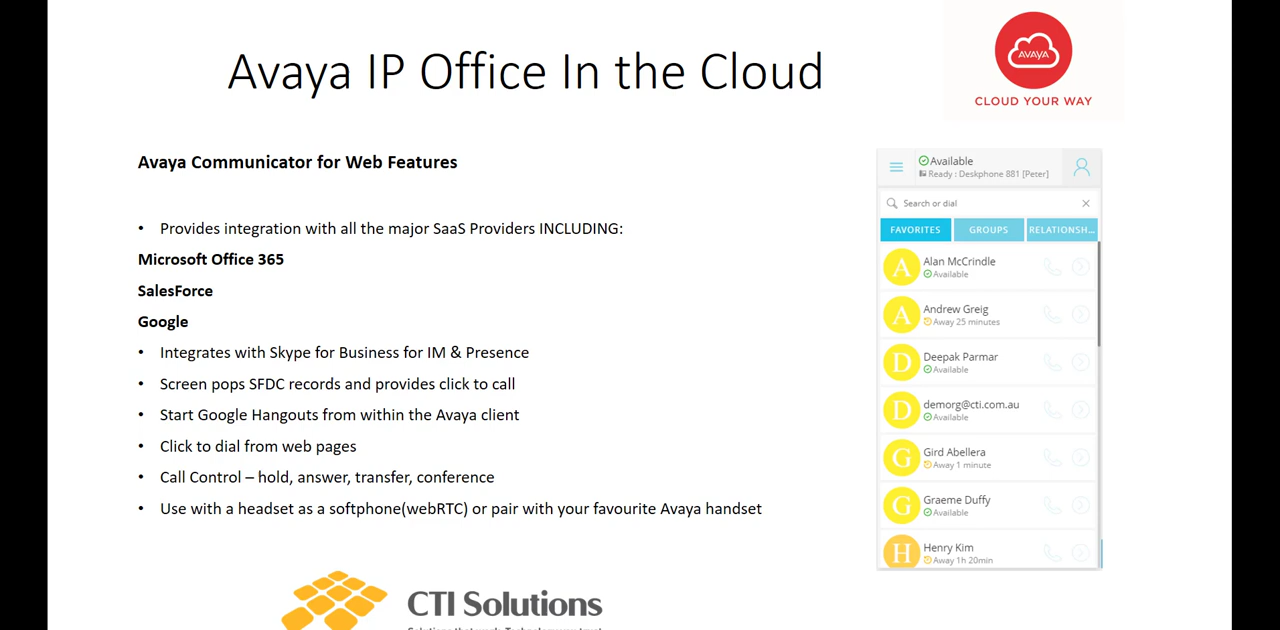 Avaya IP Office In the Cloud
AVAYA
CLOUD YOUR WAY
Avaya Communicator for Web Features
• Provides integration with all the major SaaS Providers INCLUDING:
Microsoft Office 365
SalesForce
Google
• Integrates with Skype for Business for IM & Presence
• Screen pops SFDC records and provides click to call
• Start Google Hangouts from within the Avaya client
• Click to dial from web pages
• Call Control – hold, answer, transfer, conference
• Use with a headset as a softphone(webRTC) or pair with your favourite Avaya handset
Available
Ready : Deskphone 881 [Peter]
Search or dial
FAVORITES GROUPS RELATIONSH...
A Alan McCrindle
Available
A Andrew Greig
Away 25 minutes
D Deepak Parmar
Available
D demorg@cti.com.au
Available
G Gird Abellera
Away 1 minute
G Graeme Duffy
Available
H Henry Kim
Away 1h 20min
CTI Solutions